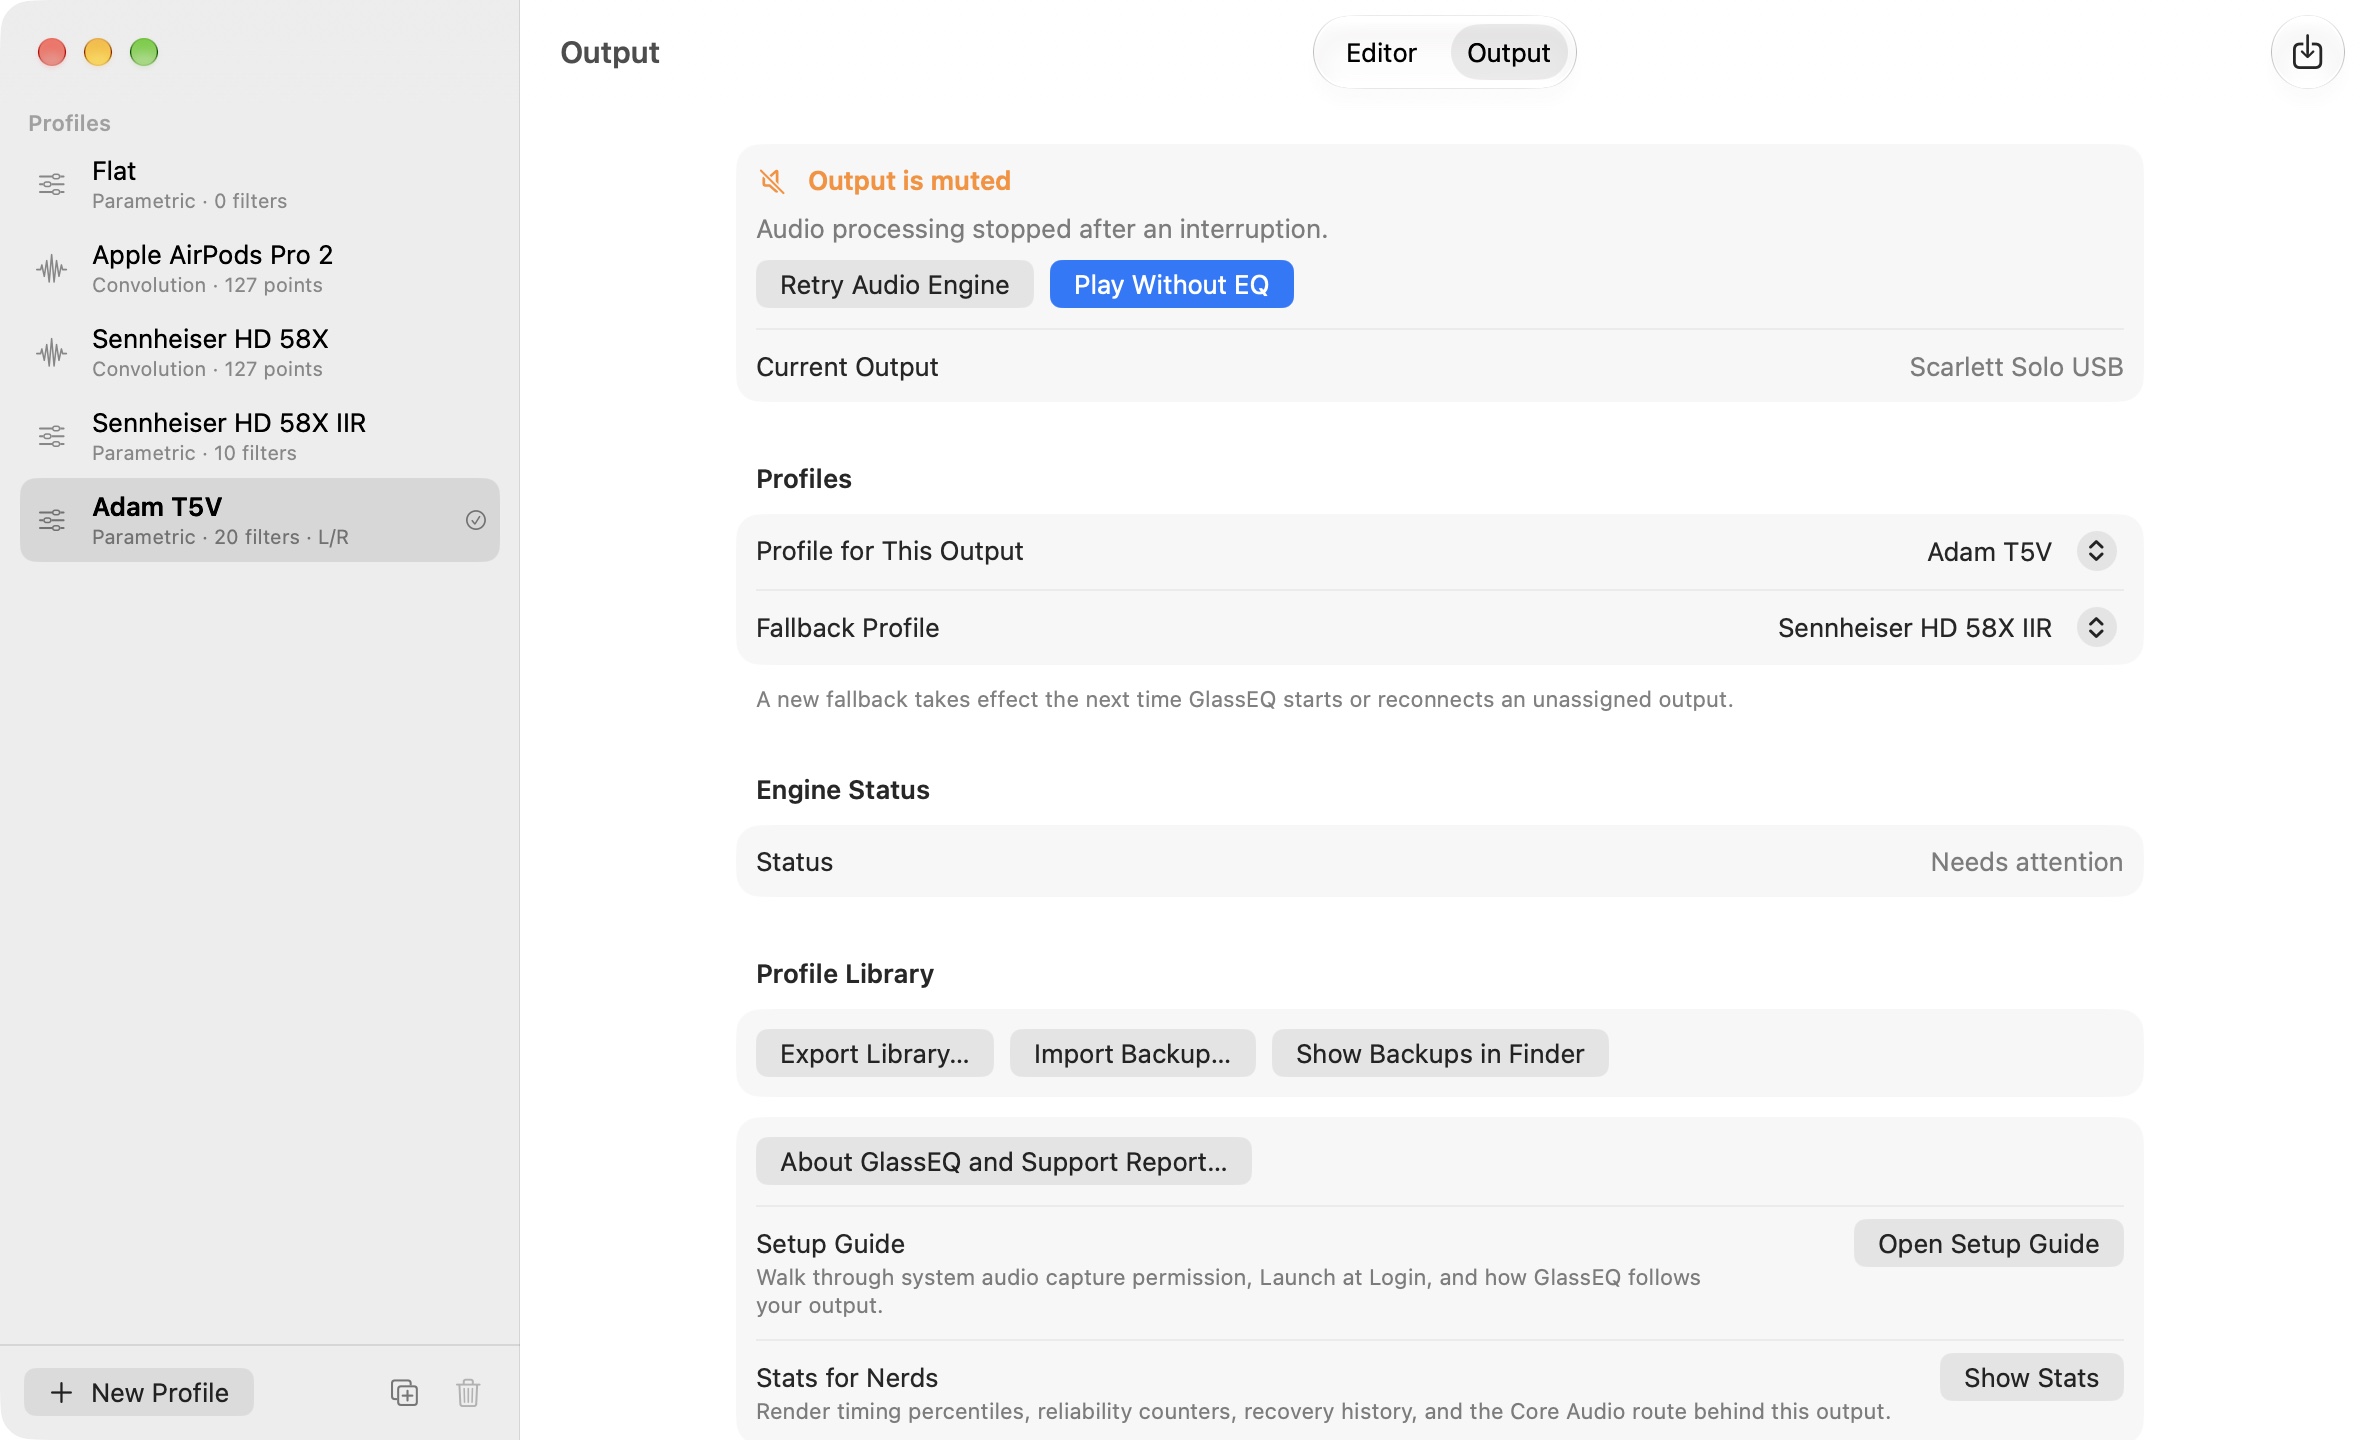 Profiles
Flat
Parametric · 0 filters
Apple AirPods Pro 2
Convolution · 127 points
Sennheiser HD 58X
Convolution · 127 points
Sennheiser HD 58X IIR
Parametric · 10 filters
Adam T5V
Parametric · 20 filters · L/R
New Profile
Output
Editor
Output
Output is muted
Audio processing stopped after an interruption.
Retry Audio Engine
Play Without EQ
Current Output
Scarlett Solo USB
Profiles
Profile for This Output
Adam T5V
Fallback Profile
Sennheiser HD 58X IIR
A new fallback takes effect the next time GlassEQ starts or reconnects an unassigned output.
Engine Status
Status
Needs attention
Profile Library
Export Library...
Import Backup...
Show Backups in Finder
About GlassEQ and Support Report...
Setup Guide
Walk through system audio capture permission, Launch at Login, and how GlassEQ follows
your output.
Open Setup Guide
Stats for Nerds
Render timing percentiles, reliability counters, recovery history, and the Core Audio route behind this output.
Show Stats